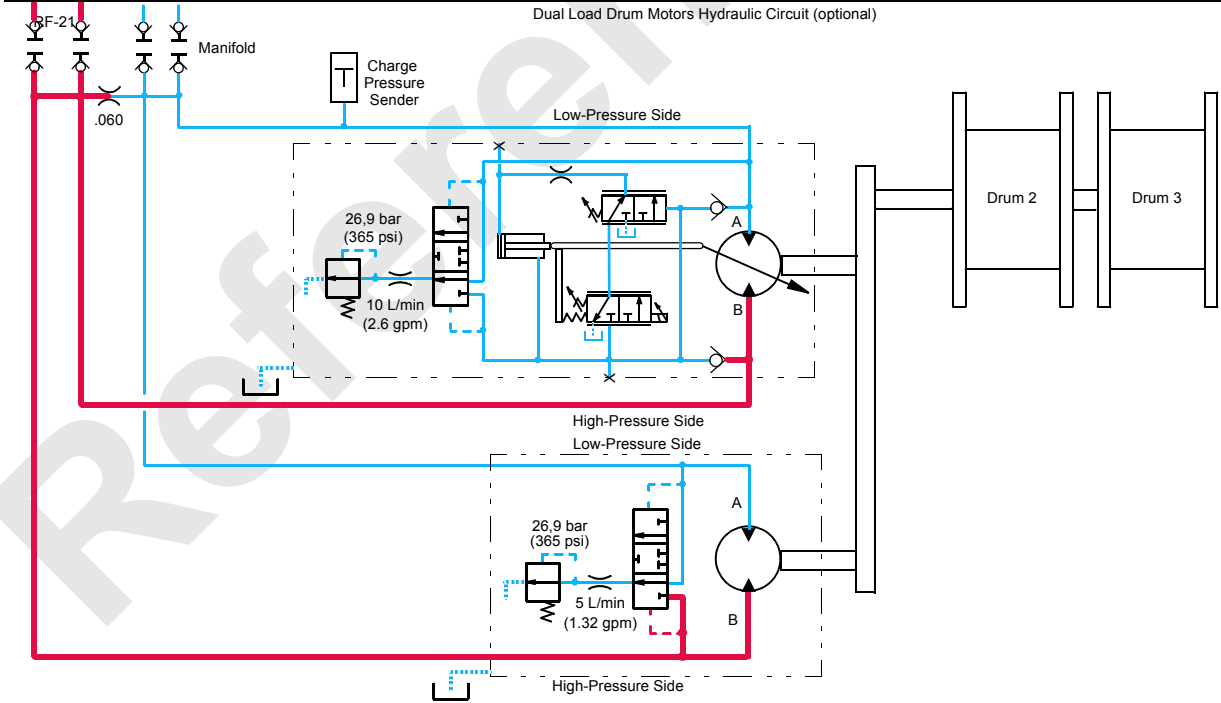 Dual Load Drum Motors Hydraulic Circuit (optional)
RF-21
Manifold
Charge
Pressure
Sender
.060
Low-Pressure Side
26,9 bar
(365 psi)
10 L/min
(2.6 gpm)
A
B
Drum 2
Drum 3
High-Pressure Side
Low-Pressure Side
26,9 bar
(365 psi)
5 L/min
(1.32 gpm)
A
B
High-Pressure Side